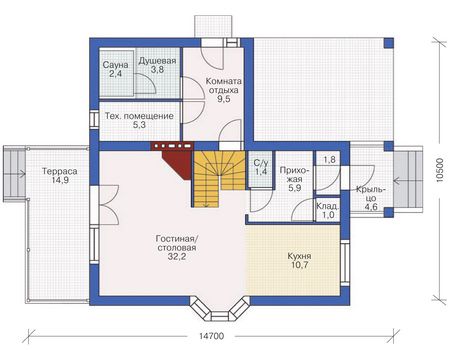 Сауна
2,4
Душевая
3,8
Комната
отдыха
9,5
Тех. помещение
5,3
Терраса
14,9
С/у
1,4
Прихо-
жая
5,9
1,8
Крыль-
цо
4,6
Клад.
1,0
Гостиная/
столовая
32,2
Кухня
10,7
10500
14700